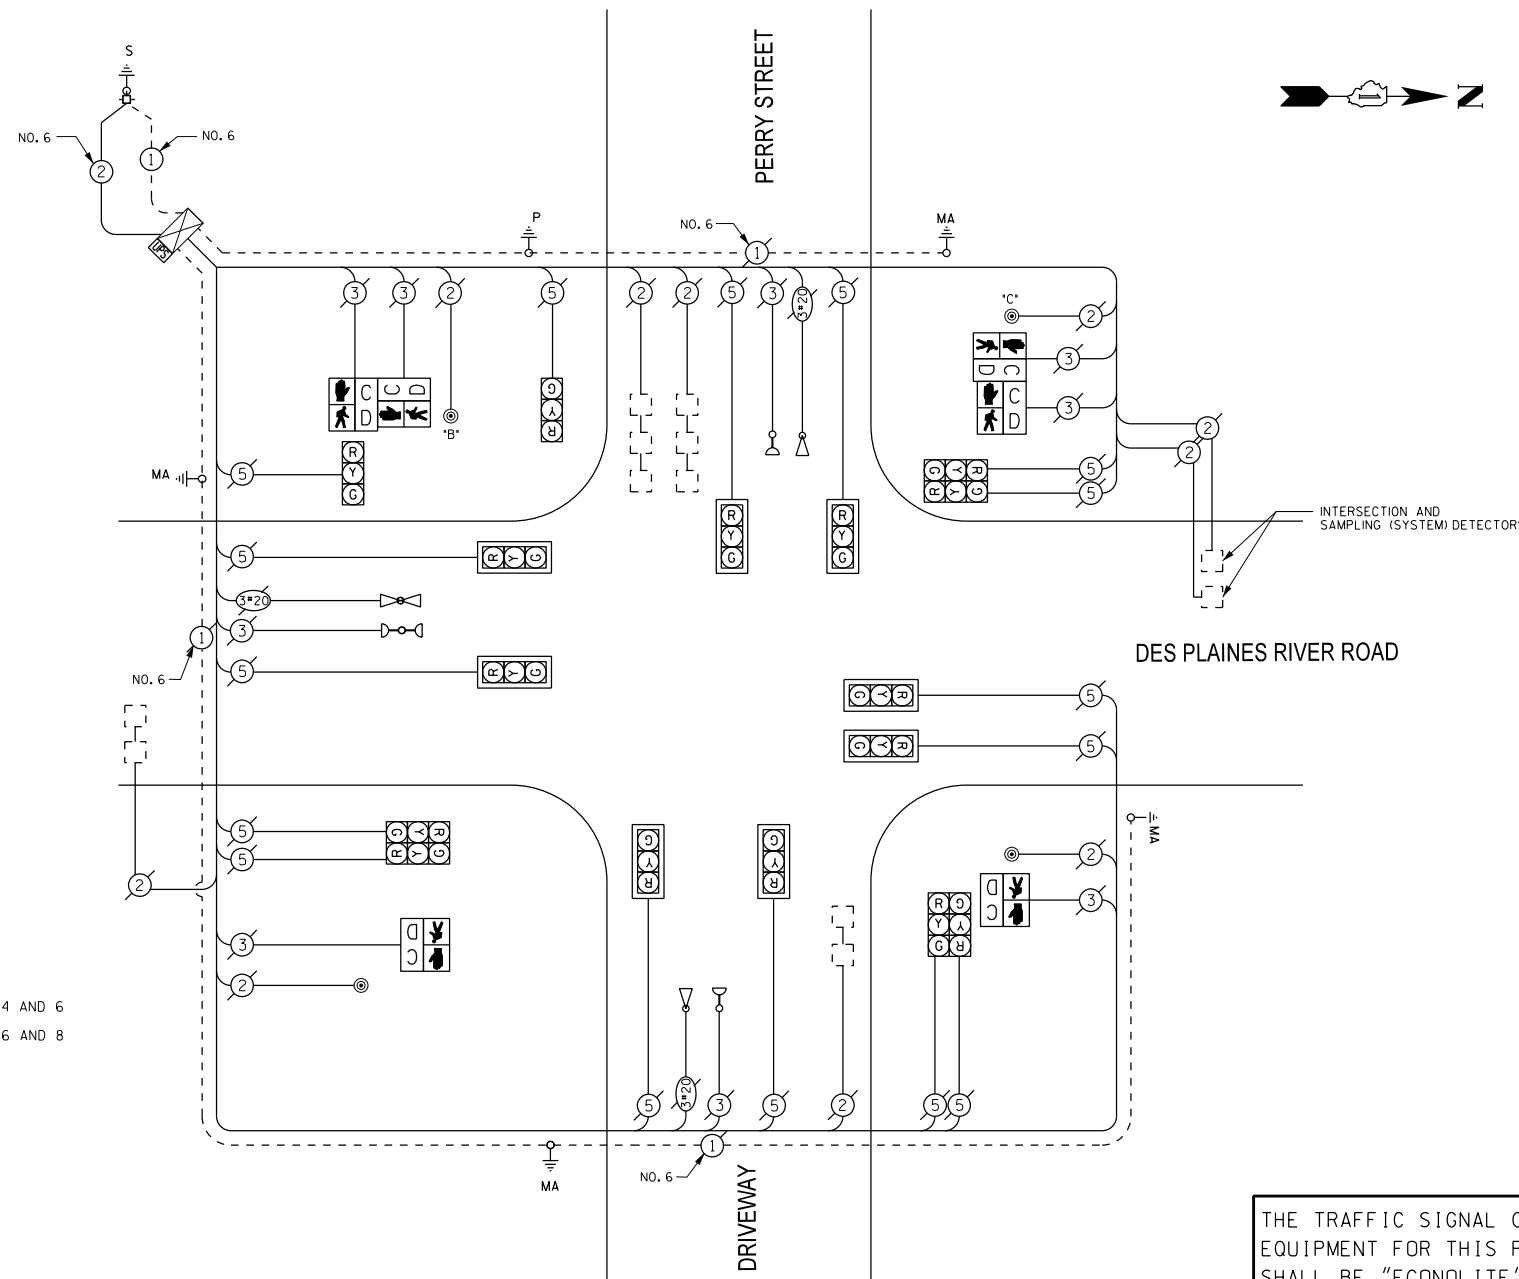 S
NO. 6
NO. 6
2
1
UPS
PERRY STREET
N
P
NO. 6
1
MA
3
3
2
5
2
2
5
3
3#20
5
"C"
2
3
3
C
D
C
D
"B"
G
Y
R
D
C
C
D
2
2
MA
5
R
Y
G
G
Y
R
R
Y
G
5
5
R
Y
G
R
Y
G
INTERSECTION AND
SAMPLING (SYSTEM) DETECTOR
5
R
Y
G
3#20
3
1
NO. 6
5
R
Y
G
DES PLAINES RIVER ROAD
G
Y
R
5
G
Y
R
5
5
5
G
Y
R
R
Y
G
G
Y
R
G
Y
R
MA
2
D
C
3
2
3
D
C
R
Y
G
G
Y
R
2
4 AND 6
6 AND 8
5
3#20
3
5
2
5
5
MA
NO. 6
1
DRIVEWAY
THE TRAFFIC SIGNAL
EQUIPMENT FOR THIS
SHALL BE "ECONOLITE"